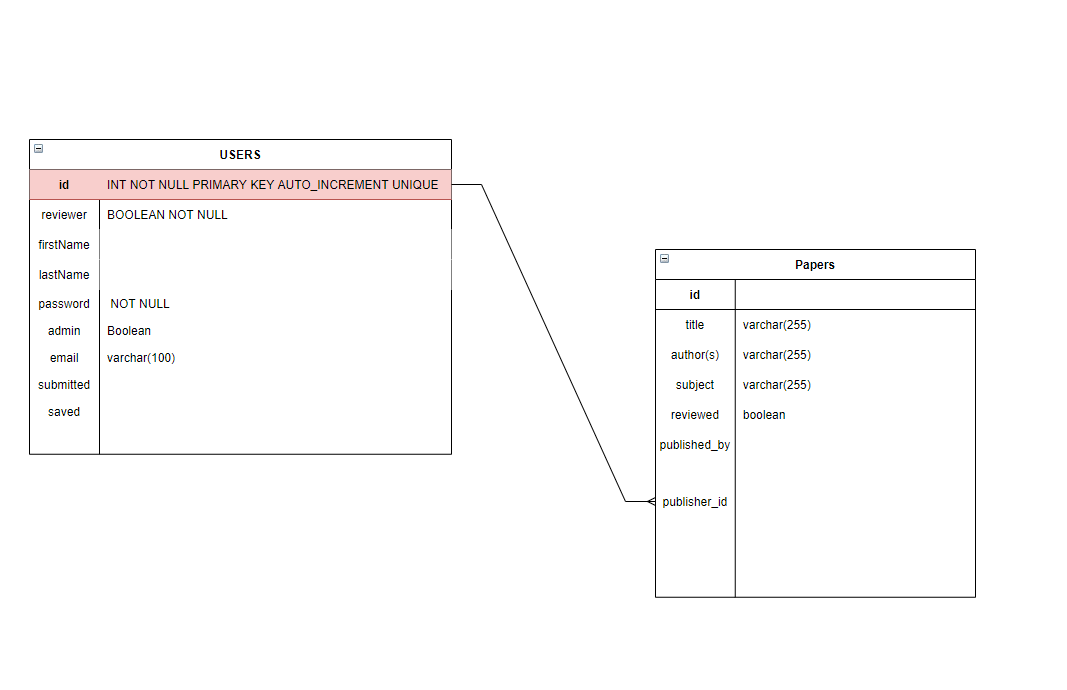 USERS
id INT NOT NULL PRIMARY KEY AUTO_INCREMENT UNIQUE
reviewer BOOLEAN NOT NULL
firstName
lastName
password NOT NULL
admin Boolean
email varchar(100)
submitted
saved
Papers
id
title varchar(255)
author(s) varchar(255)
subject varchar(255)
reviewed boolean
published_by
publisher_id